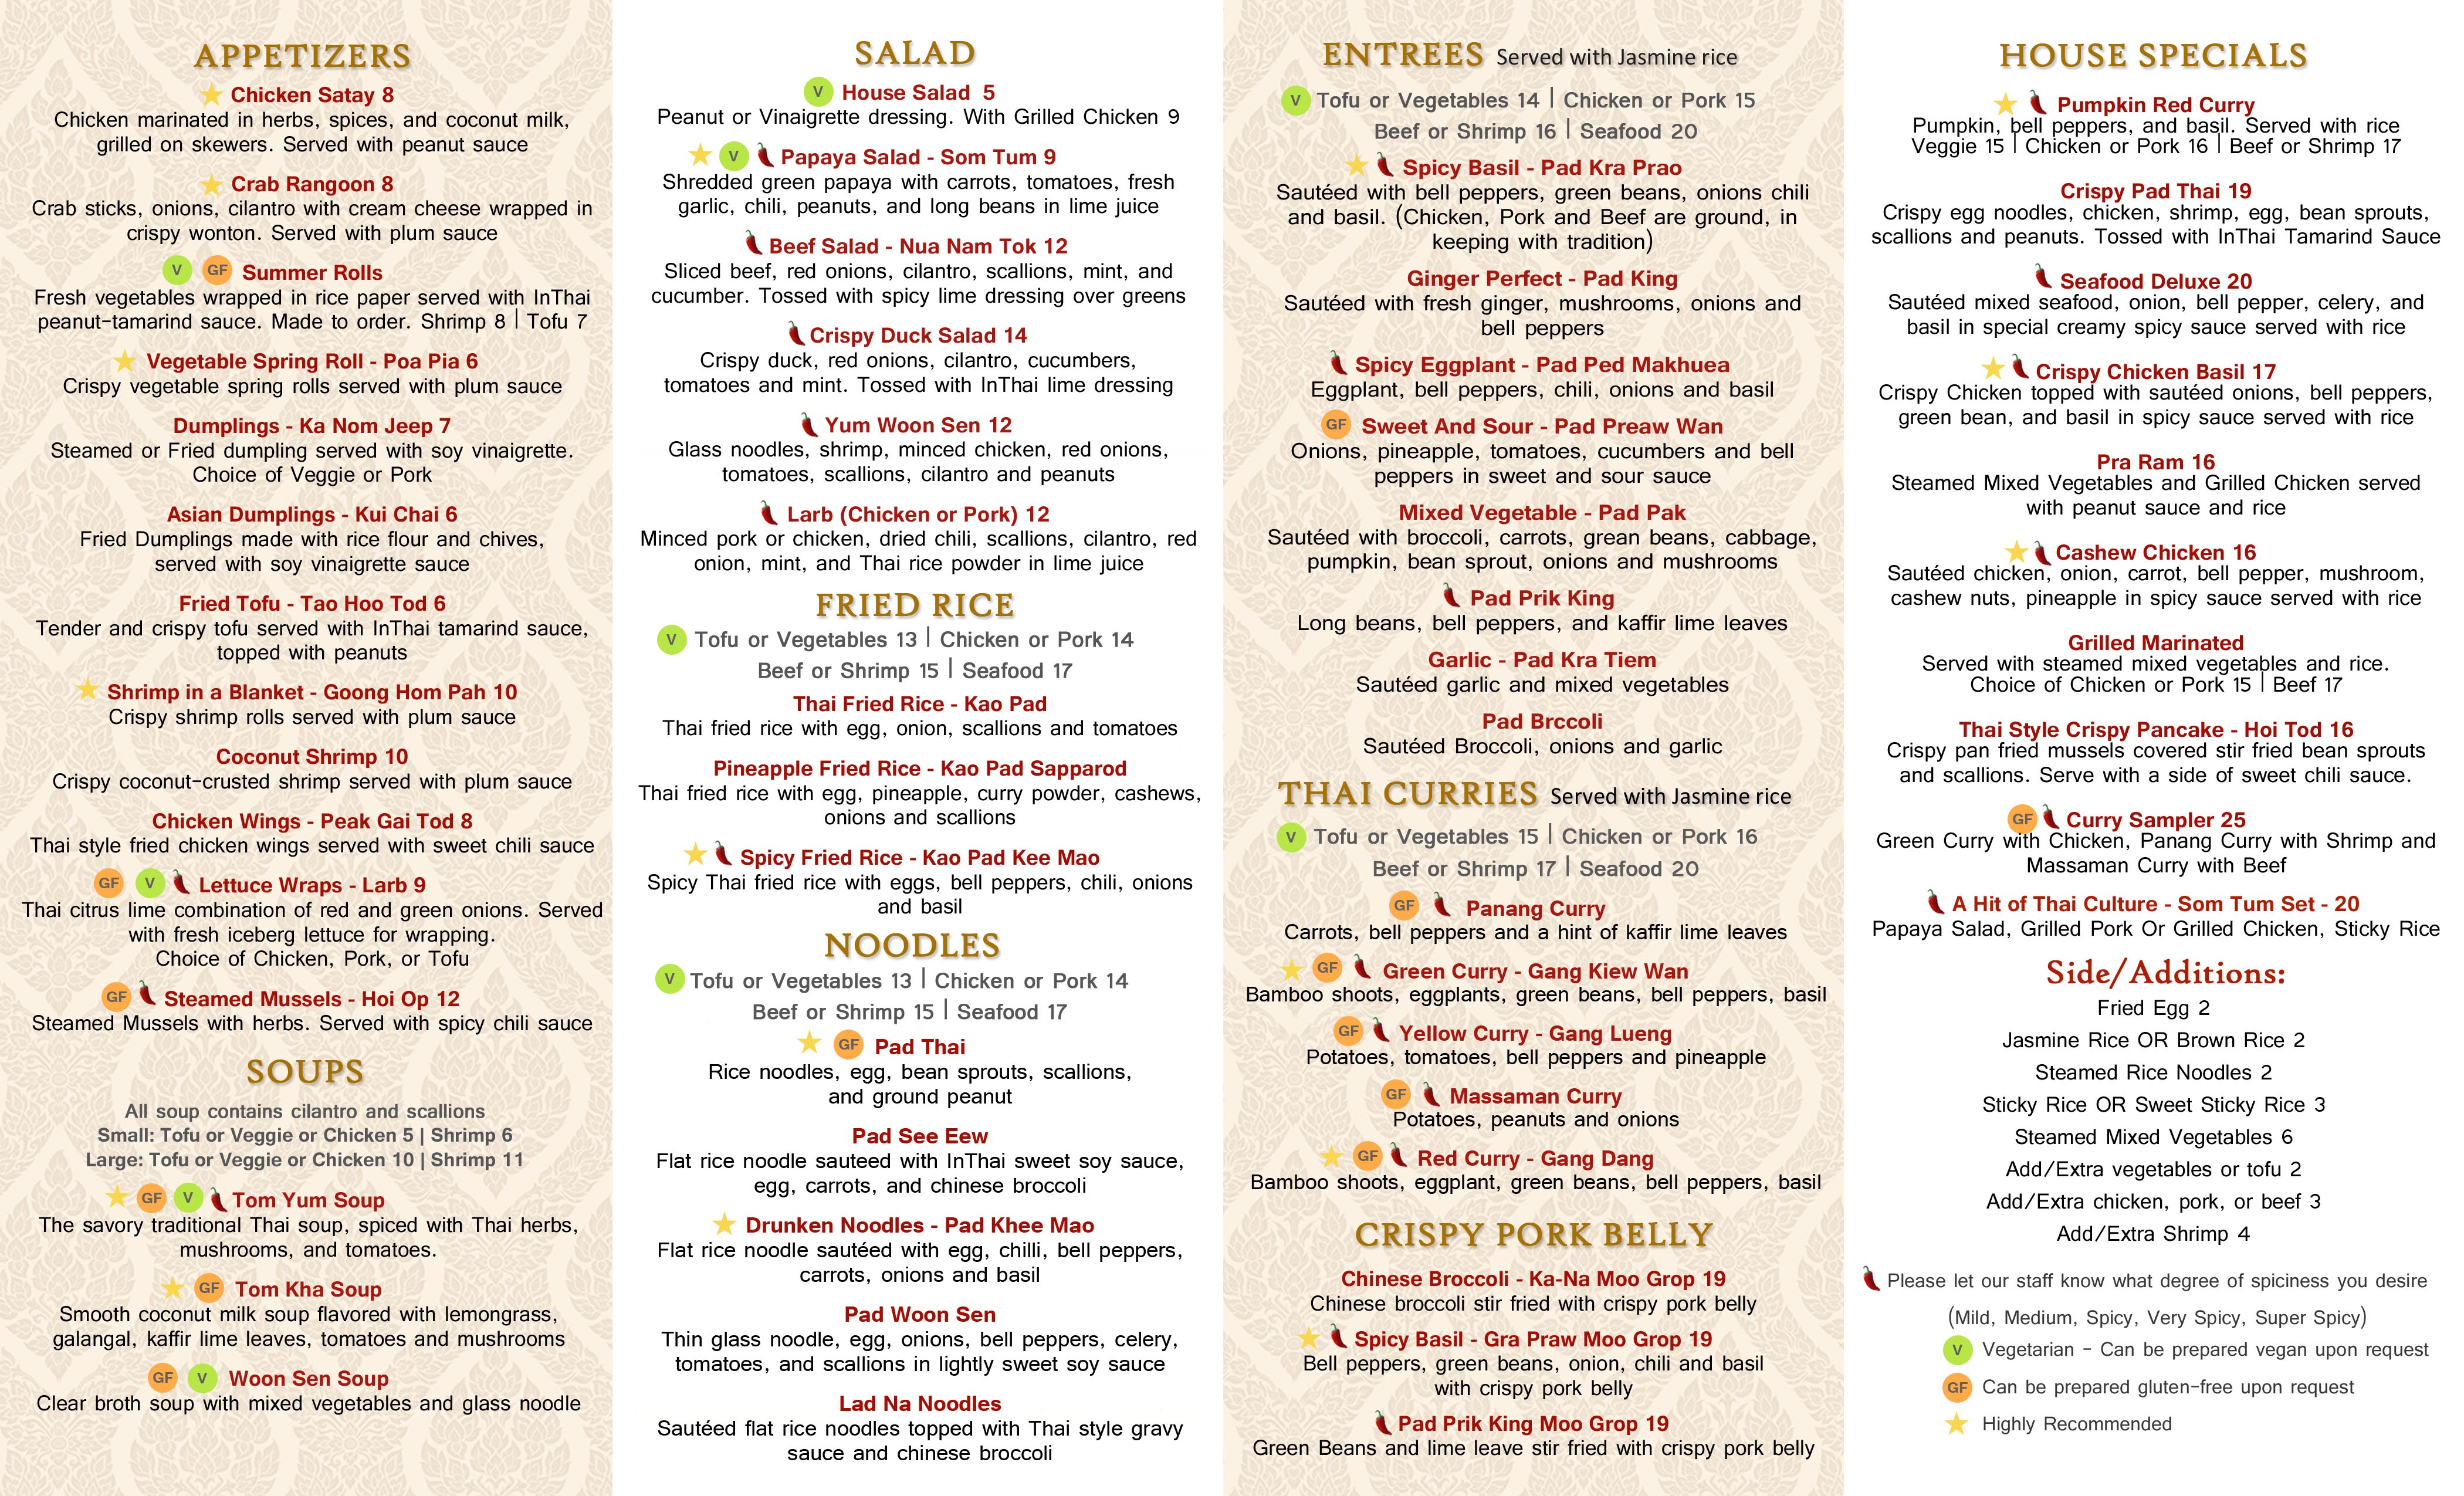 APPETIZERS
Chicken Satay 8
Chicken marinated in herbs, spices, and coconut milk,
grilled on skewers. Served with peanut sauce
Crab Rangoon 8
Crab sticks, onions, cilantro with cream cheese wrapped in
crispy wonton. Served with plum sauce
V GF Summer Rolls
Fresh vegetables wrapped in rice paper served with InThai
peanut-tamarind sauce. Made to order. Shrimp 8 | Tofu 7
Vegetable Spring Roll - Poa Pia 6
Crispy vegetable spring rolls served with plum sauce
Dumplings - Ka Nom Jeep 7
Steamed or Fried dumpling served with soy vinaigrette.
Choice of Veggie or Pork
Asian Dumplings - Kui Chai 6
Fried Dumplings made with rice flour and chives,
served with soy vinaigrette sauce
Fried Tofu - Tao Hoo Tod 6
Tender and crispy tofu served with InThai tamarind sauce,
topped with peanuts
Shrimp in a Blanket - Goong Hom Pah 10
Crispy shrimp rolls served with plum sauce
Coconut Shrimp 10
Crispy coconut-crusted shrimp served with plum sauce
Chicken Wings - Peak Gai Tod 8
Thai style fried chicken wings served with sweet chili sauce
GF V Lettuce Wraps - Larb 9
Thai citrus lime combination of red and green onions. Served
with fresh iceberg lettuce for wrapping.
Choice of Chicken, Pork, or Tofu
GF Steamed Mussels - Hoi Op 12
Steamed Mussels with herbs. Served with spicy chili sauce
SOUPS
All soup contains cilantro and scallions
Small: Tofu or Veggie or Chicken 5 | Shrimp 6
Large: Tofu or Veggie or Chicken 10 | Shrimp 11
GF V Tom Yum Soup
The savory traditional Thai soup, spiced with Thai herbs,
mushrooms, and tomatoes.
GF Tom Kha Soup
Smooth coconut milk soup flavored with lemongrass,
galangal, kaffir lime leaves, tomatoes and mushrooms
GF V Woon Sen Soup
Clear broth soup with mixed vegetables and glass noodle
SALAD
V House Salad 5
Peanut or Vinaigrette dressing. With Grilled Chicken 9
V Papaya Salad - Som Tum 9
Shredded green papaya with carrots, tomatoes, fresh
garlic, chili, peanuts, and long beans in lime juice
Beef Salad - Nua Nam Tok 12
Sliced beef, red onions, cilantro, scallions, mint, and
cucumber. Tossed with spicy lime dressing over greens
Crispy Duck Salad 14
Crispy duck, red onions, cilantro, cucumbers,
tomatoes and mint. Tossed with InThai lime dressing
Yum Woon Sen 12
Glass noodles, shrimp, minced chicken, red onions,
tomatoes, scallions, cilantro and peanuts
Larb (Chicken or Pork) 12
Minced pork or chicken, dried chili, scallions, cilantro, red
onion, mint, and Thai rice powder in lime juice
FRIED RICE
V Tofu or Vegetables 13 | Chicken or Pork 14
Beef or Shrimp 15 | Seafood 17
Thai Fried Rice - Kao Pad
Thai fried rice with egg, onion, scallions and tomatoes
Pineapple Fried Rice - Kao Pad Sapparod
Thai fried rice with egg, pineapple, curry powder, cashews,
onions and scallions
Spicy Fried Rice - Kao Pad Kee Mao
Spicy Thai fried rice with eggs, bell peppers, chili, onions
and basil
NOODLES
V Tofu or Vegetables 13 | Chicken or Pork 14
Beef or Shrimp 15 | Seafood 17
GF Pad Thai
Rice noodles, egg, bean sprouts, scallions,
and ground peanut
Pad See Eew
Flat rice noodle sauteed with InThai sweet soy sauce,
egg, carrots, and chinese broccoli
Drunken Noodles - Pad Khee Mao
Flat rice noodle sautéed with egg, chilli, bell peppers,
carrots, onions and basil
Pad Woon Sen
Thin glass noodle, egg, onions, bell peppers, celery,
tomatoes, and scallions in lightly sweet soy sauce
Lad Na Noodles
Sautéed flat rice noodles topped with Thai style gravy
sauce and chinese broccoli
ENTREES Served with Jasmine rice
V Tofu or Vegetables 14 | Chicken or Pork 15
Beef or Shrimp 16 | Seafood 20
Spicy Basil - Pad Kra Prao
Sautéed with bell peppers, green beans, onions chili
and basil. (Chicken, Pork and Beef are ground, in
keeping with tradition)
Ginger Perfect - Pad King
Sautéed with fresh ginger, mushrooms, onions and
bell peppers
Spicy Eggplant - Pad Ped Makhuea
Eggplant, bell peppers, chili, onions and basil
GF Sweet And Sour - Pad Preaw Wan
Onions, pineapple, tomatoes, cucumbers and bell
peppers in sweet and sour sauce
Mixed Vegetable - Pad Pak
Sautéed with broccoli, carrots, grean beans, cabbage,
pumpkin, bean sprout, onions and mushrooms
Pad Prik King
Long beans, bell peppers, and kaffir lime leaves
Garlic - Pad Kra Tiem
Sautéed garlic and mixed vegetables
Pad Brccoli
Sautéed Broccoli, onions and garlic
THAI CURRIES Served with Jasmine rice
V Tofu or Vegetables 15 | Chicken or Pork 16
Beef or Shrimp 17 | Seafood 20
GF Panang Curry
Carrots, bell peppers and a hint of kaffir lime leaves
GF Green Curry - Gang Kiew Wan
Bamboo shoots, eggplants, green beans, bell peppers, basil
GF Yellow Curry - Gang Lueng
Potatoes, tomatoes, bell peppers and pineapple
GF Massaman Curry
Potatoes, peanuts and onions
GF Red Curry - Gang Dang
Bamboo shoots, eggplant, green beans, bell peppers, basil
CRISPY PORK BELLY
Chinese Broccoli - Ka-Na Moo Grop 19
Chinese broccoli stir fried with crispy pork belly
Spicy Basil - Gra Praw Moo Grop 19
Bell peppers, green beans, onion, chili and basil
with crispy pork belly
Pad Prik King Moo Grop 19
Green Beans and lime leave stir fried with crispy pork belly
HOUSE SPECIALS
Pumpkin Red Curry
Pumpkin, bell peppers, and basil. Served with rice
Veggie 15 | Chicken or Pork 16 | Beef or Shrimp 17
Crispy Pad Thai 19
Crispy egg noodles, chicken, shrimp, egg, bean sprouts,
scallions and peanuts. Tossed with InThai Tamarind Sauce
Seafood Deluxe 20
Sautéed mixed seafood, onion, bell pepper, celery, and
basil in special creamy spicy sauce served with rice
Crispy Chicken Basil 17
Crispy Chicken topped with sautéed onions, bell peppers,
green bean, and basil in spicy sauce served with rice
Pra Ram 16
Steamed Mixed Vegetables and Grilled Chicken served
with peanut sauce and rice
Cashew Chicken 16
Sautéed chicken, onion, carrot, bell pepper, mushroom,
cashew nuts, pineapple in spicy sauce served with rice
Grilled Marinated
Served with steamed mixed vegetables and rice.
Choice of Chicken or Pork 15 | Beef 17
Thai Style Crispy Pancake - Hoi Tod 16
Crispy pan fried mussels covered stir fried bean sprouts
and scallions. Serve with a side of sweet chili sauce.
GF Curry Sampler 25
Green Curry with Chicken, Panang Curry with Shrimp and
Massaman Curry with Beef
A Hit of Thai Culture - Som Tum Set - 20
Papaya Salad, Grilled Pork Or Grilled Chicken, Sticky Rice
Side/Additions:
Fried Egg 2
Jasmine Rice OR Brown Rice 2
Steamed Rice Noodles 2
Sticky Rice OR Sweet Sticky Rice 3
Steamed Mixed Vegetables 6
Add/Extra vegetables or tofu 2
Add/Extra chicken, pork, or beef 3
Add/Extra Shrimp 4
Please let our staff know what degree of spiciness you desire
(Mild, Medium, Spicy, Very Spicy, Super Spicy)
V Vegetarian - Can be prepared vegan upon request
GF Can be prepared gluten-free upon request
Highly Recommended